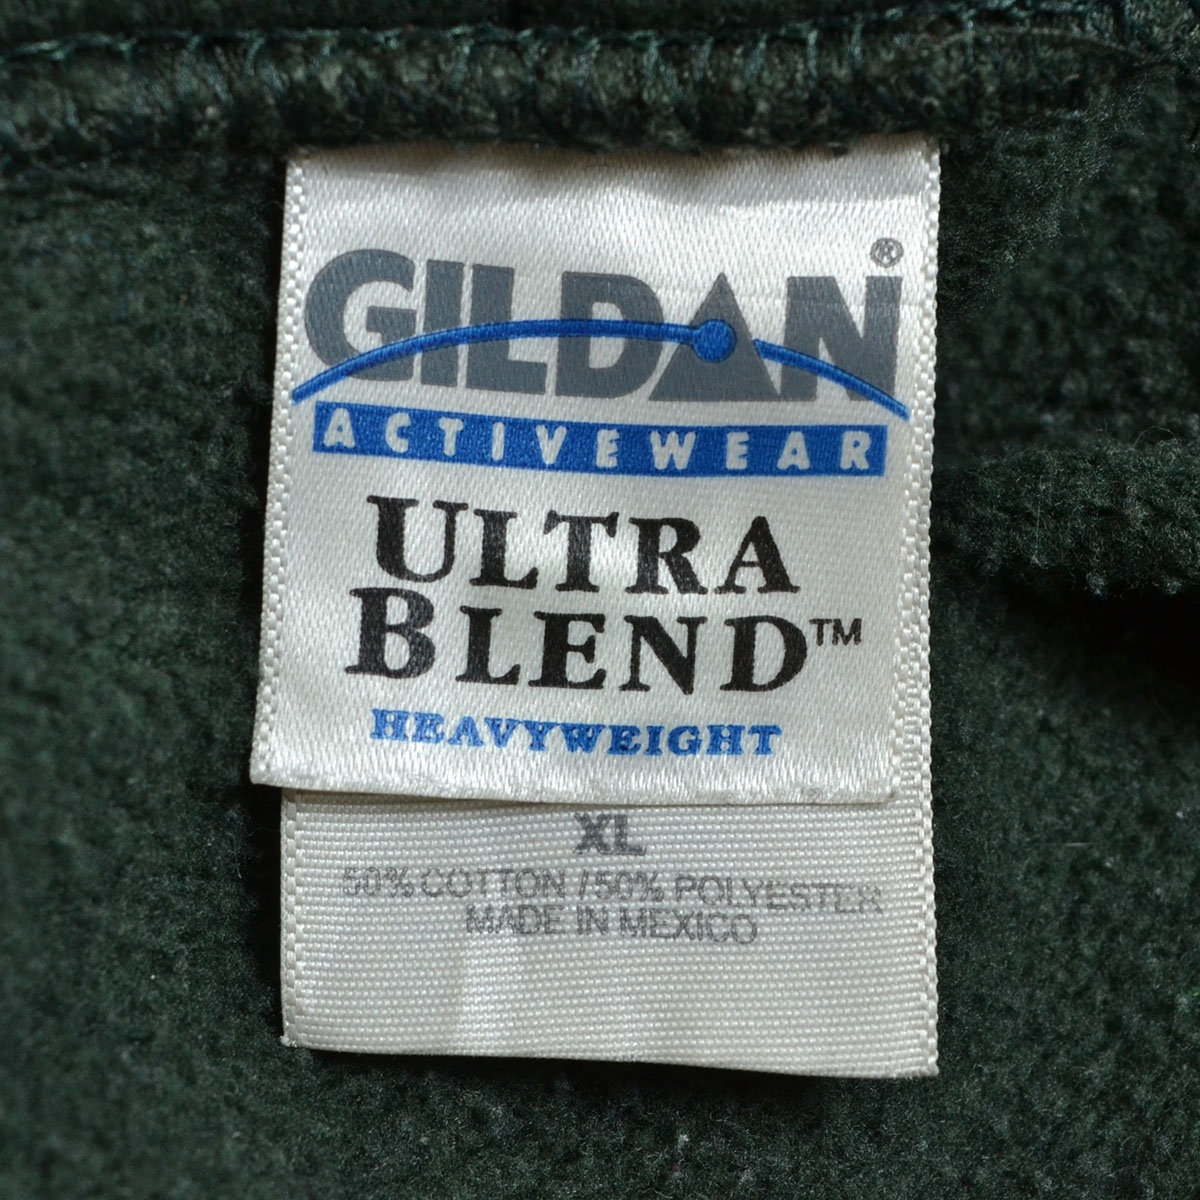 GILDAN®
ACTIVEWEAR
ULTRA
BLEND™
HEAVYWEIGHT
XL
50% COTTON / 50% POLYESTER
MADE IN MEXICO